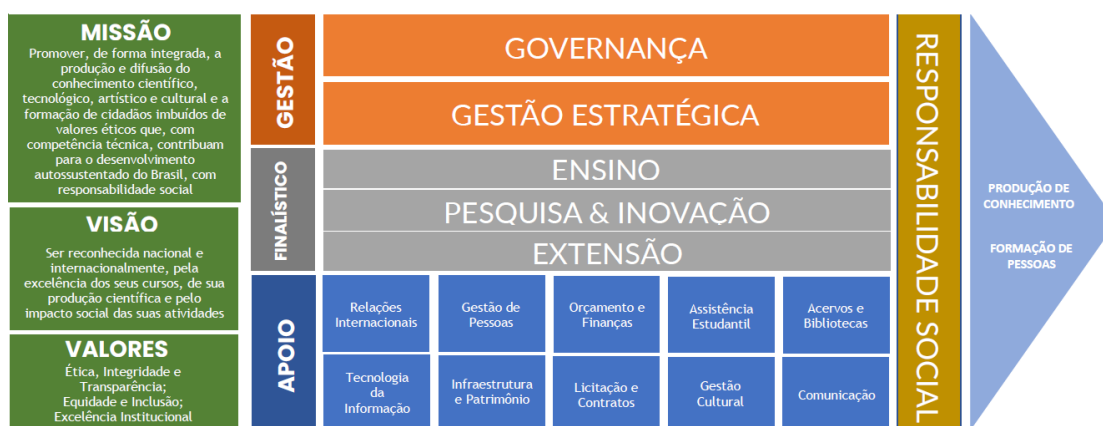 MISSÃO
Promover, de forma integrada, a
produção e difusão do
conhecimento científico,
tecnológico, artístico e cultural e a
formação de cidadãos imbuídos de
valores éticos que, com
competência técnica, contribuam
para o desenvolvimento
autossustentado do Brasil, com
responsabilidade social
VISÃO
Ser reconhecida nacional e
internacionalmente, pela
excelência dos seus cursos, de sua
produção científica e pelo
impacto social das suas atividades
VALORES
Ética, Integridade e
Transparência;
Equidade e Inclusão;
Excelência Institucional
GESTÃO
GOVERNANÇA
GESTÃO ESTRATÉGICA
FINALÍSTICO
ENSINO
PESQUISA & INOVAÇÃO
EXTENSÃO
APOIO
Relações
Internacionais
Gestão de
Pessoas
Orçamento e
Finanças
Assistência
Estudantil
Acervos e
Bibliotecas
Tecnologia
da
Informação
Infraestrutura
e Patrimônio
Licitação e
Contratos
Gestão
Cultural
Comunicação
RESPONSABILIDADE SOCIAL
PRODUÇÃO DE
CONHECIMENTO
FORMAÇÃO DE
PESSOAS